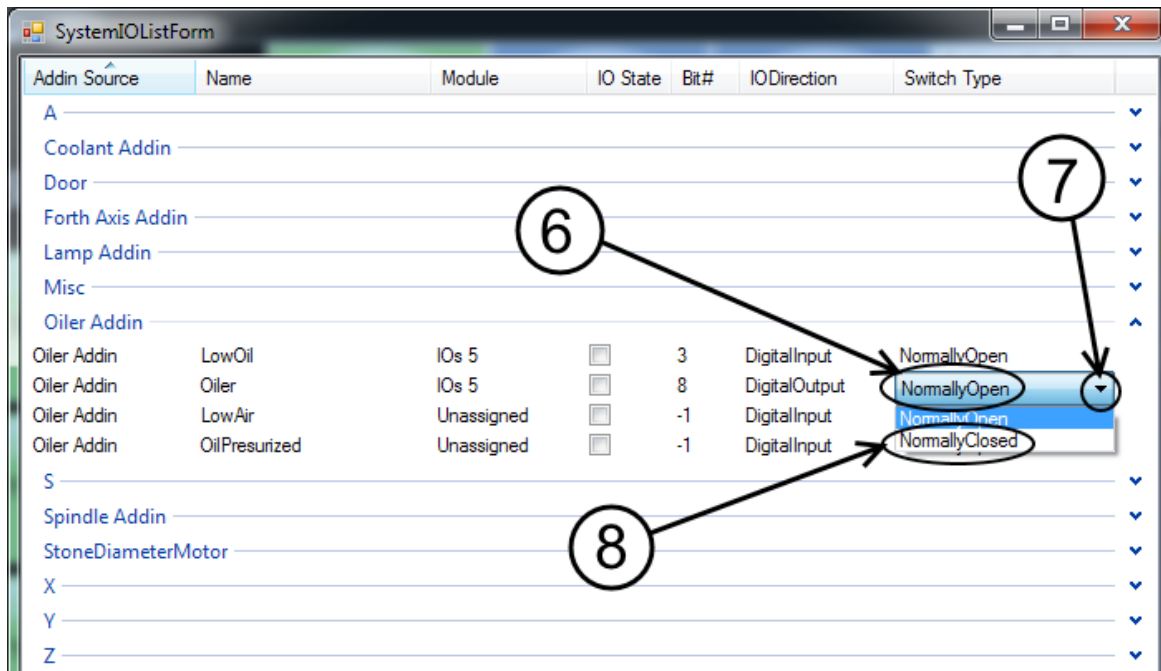 SystemIOListForm
Addin Source Name Module IO State Bit# IODirection Switch Type
A
Coolant Addin
Door
7
Forth Axis Addin
6
Lamp Addin
Misc
Oiler Addin
Oiler Addin LowOil IOs 5 3 DigitalInput NormallyOpen
Oiler Addin Oiler IOs 5 8 DigitalOutput NormallyOpen
Oiler Addin LowAir Unassigned -1 DigitalInput NormallyOpen
Oiler Addin OilPresurized Unassigned -1 DigitalInput NormallyClosed
S
Spindle Addin
8
StoneDiameterMotor
X
Y
Z